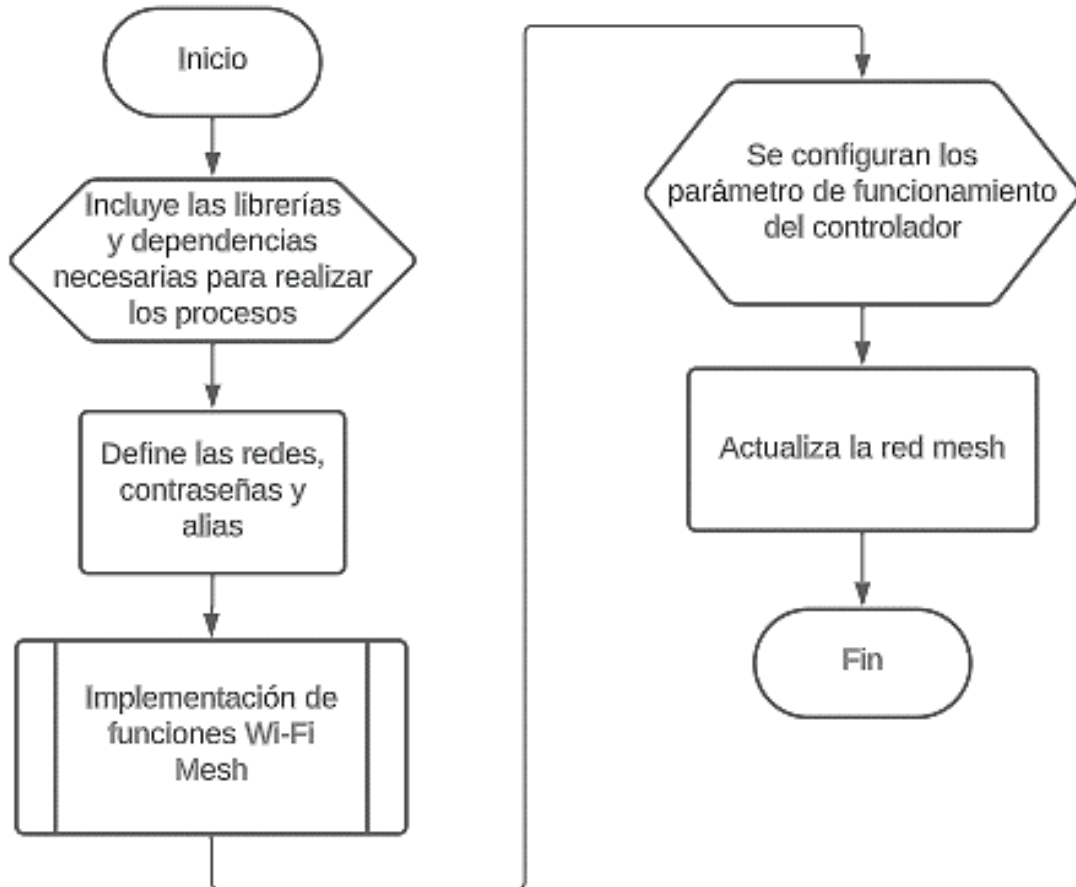 Inicio
Incluye las librerías
y dependencias
necesarias para realizar
los procesos
Define las redes,
contraseñas y
alias
Implementación de
funciones Wi-Fi
Mesh
Se configuran los
parámetro de funcionamiento
del controlador
Actualiza la red mesh
Fin